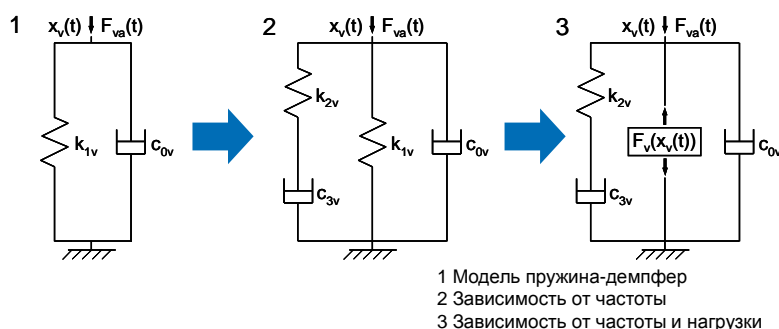 1 xᵥ(t) Fᵥₐ(t)
k₁ᵥ c₀ᵥ
2 xᵥ(t) Fᵥₐ(t)
k₂ᵥ
k₁ᵥ c₀ᵥ
c₃ᵥ
3 xᵥ(t) Fᵥₐ(t)
k₂ᵥ
Fᵥ(xᵥ(t)) c₀ᵥ
c₃ᵥ
1 Модель пружина-демпфер
2 Зависимость от частоты
3 Зависимость от частоты и нагрузки